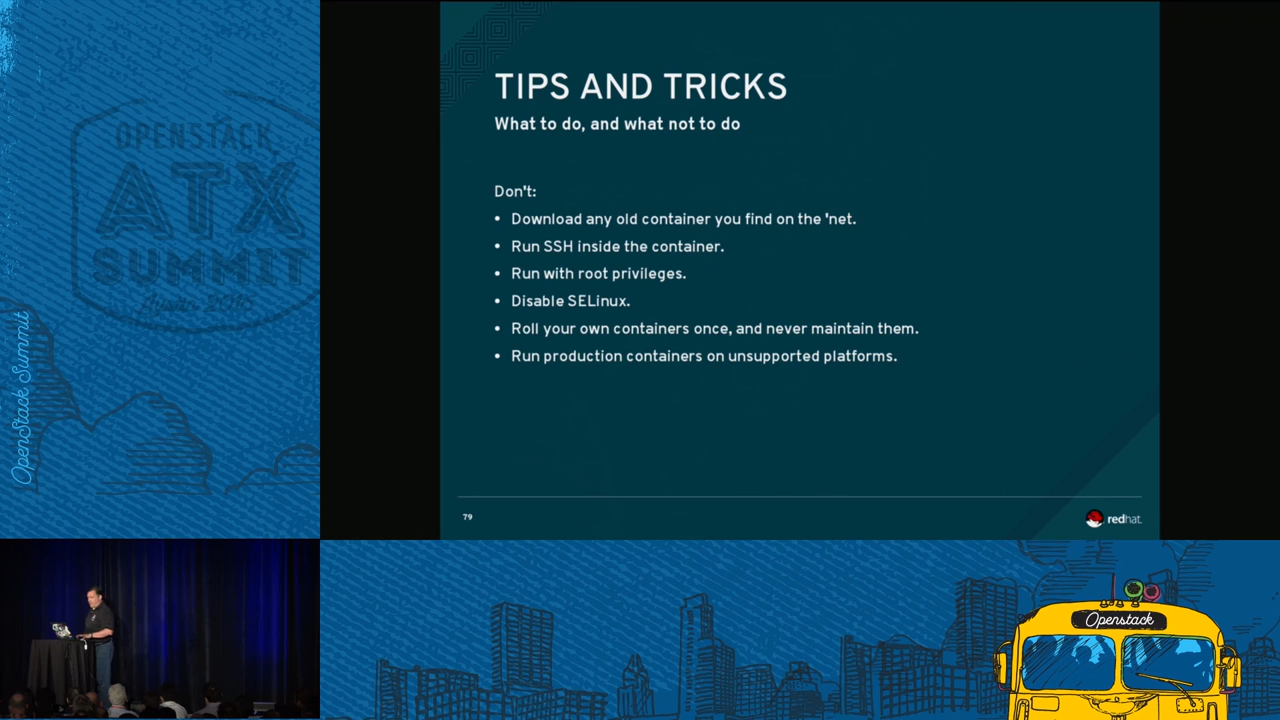 OPENSTACK
ATX
SUMMIT
Austin 2016
OpenStack Summit
TIPS AND TRICKS
What to do, and what not to do
Don't:
• Download any old container you find on the 'net.
• Run SSH inside the container.
• Run with root privileges.
• Disable SELinux.
• Roll your own containers once, and never maintain them.
• Run production containers on unsupported platforms.
79
redhat.
Openstack